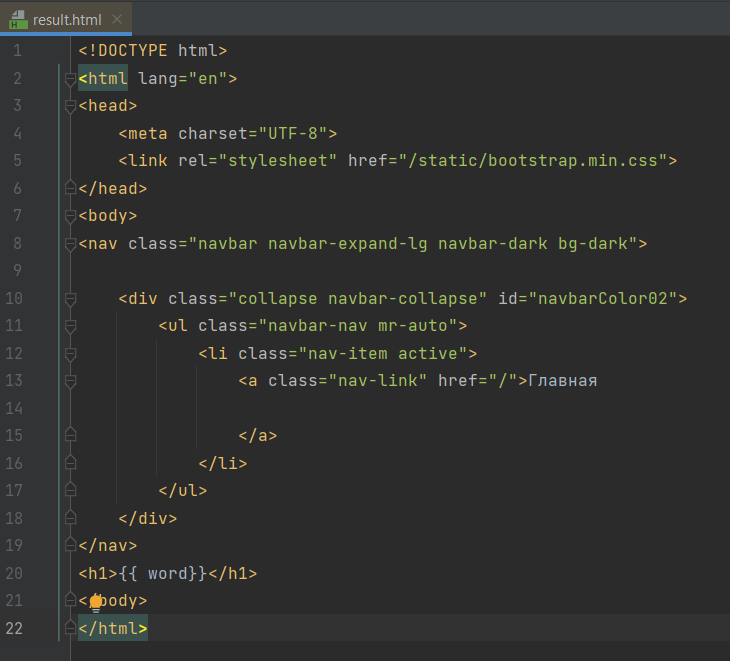 result.html
1 <!DOCTYPE html>
2 <html lang="en">
3 <head>
4     <meta charset="UTF-8">
5     <link rel="stylesheet" href="/static/bootstrap.min.css">
6 </head>
7 <body>
8 <nav class="navbar navbar-expand-lg navbar-dark bg-dark">
9
10     <div class="collapse navbar-collapse" id="navbarColor02">
11         <ul class="navbar-nav mr-auto">
12             <li class="nav-item active">
13                 <a class="nav-link" href="/">Главная
14
15                 </a>
16             </li>
17         </ul>
18     </div>
19 </nav>
20 <h1>{{ word}}</h1>
21 </body>
22 </html>